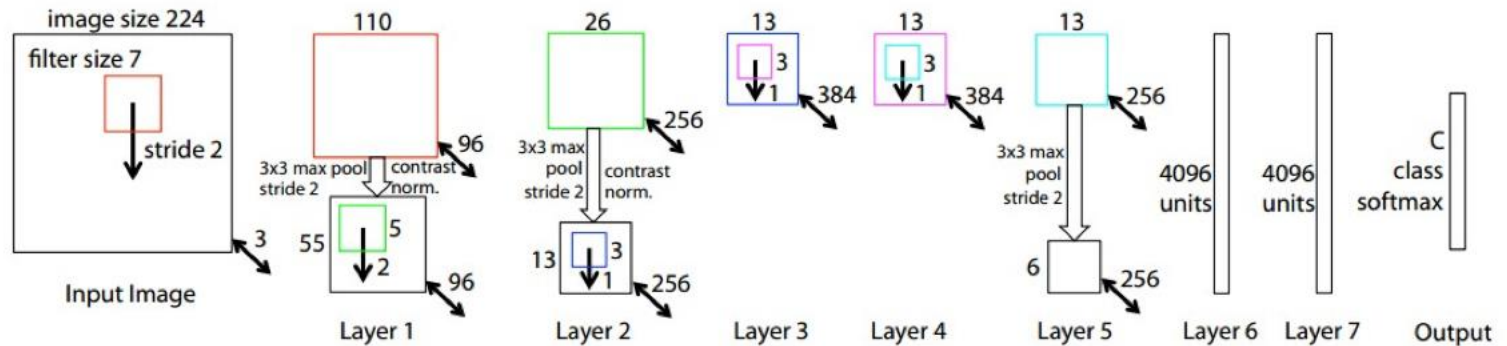 image size 224
filter size 7
stride 2
3
Input Image
110
96
3x3 max pool
stride 2
contrast
norm.
55
5
2
96
Layer 1
26
256
3x3 max
pool
stride 2
contrast
norm.
13
3
1
256
Layer 2
13
3
1
384
Layer 3
13
3
1
384
Layer 4
13
256
3x3 max
pool
stride 2
6
256
Layer 5
4096
units
Layer 6
4096
units
Layer 7
C
class
softmax
Output